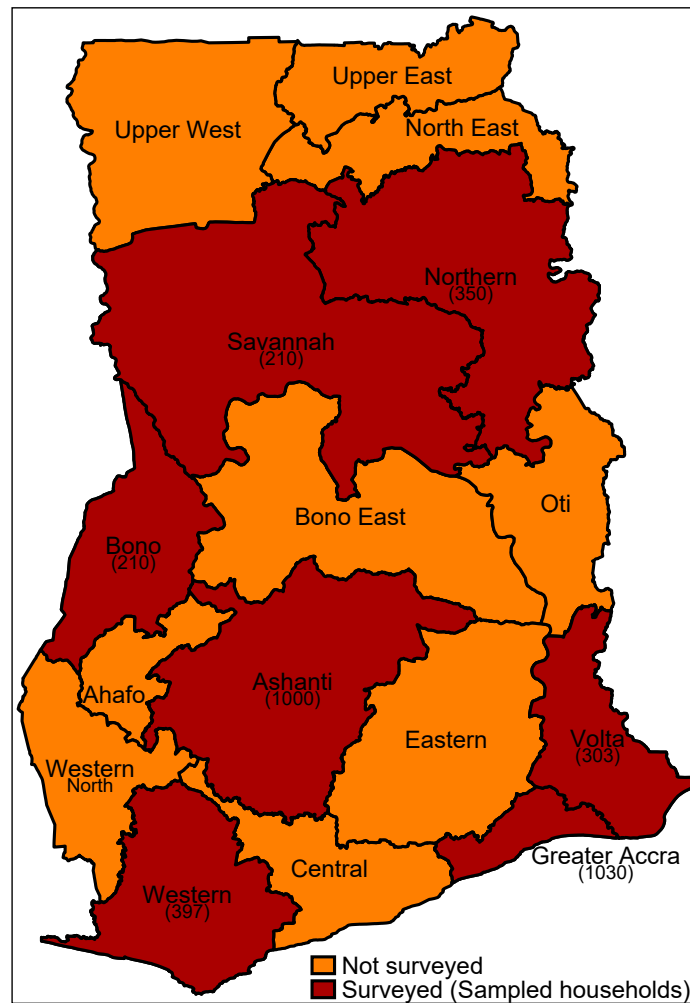 Upper East
Upper West
North East
Northern
(350)
Savannah
(210)
Oti
Bono East
Bono
(210)
Ashanti
(1000)
Ahafo
Eastern
Volta
(303)
Western
North
Greater Accra
(1030)
Central
Western
(397)
Not surveyed
Surveyed (Sampled households)